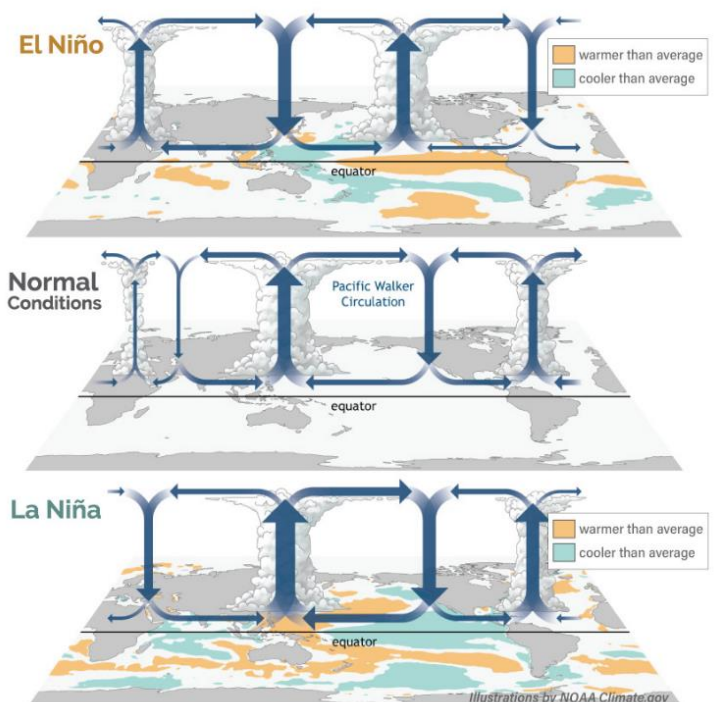 El Niño
warmer than average
cooler than average
equator
Normal
Conditions
Pacific Walker
Circulation
equator
La Niña
warmer than average
cooler than average
equator
Illustrations by NOAA Climate.gov